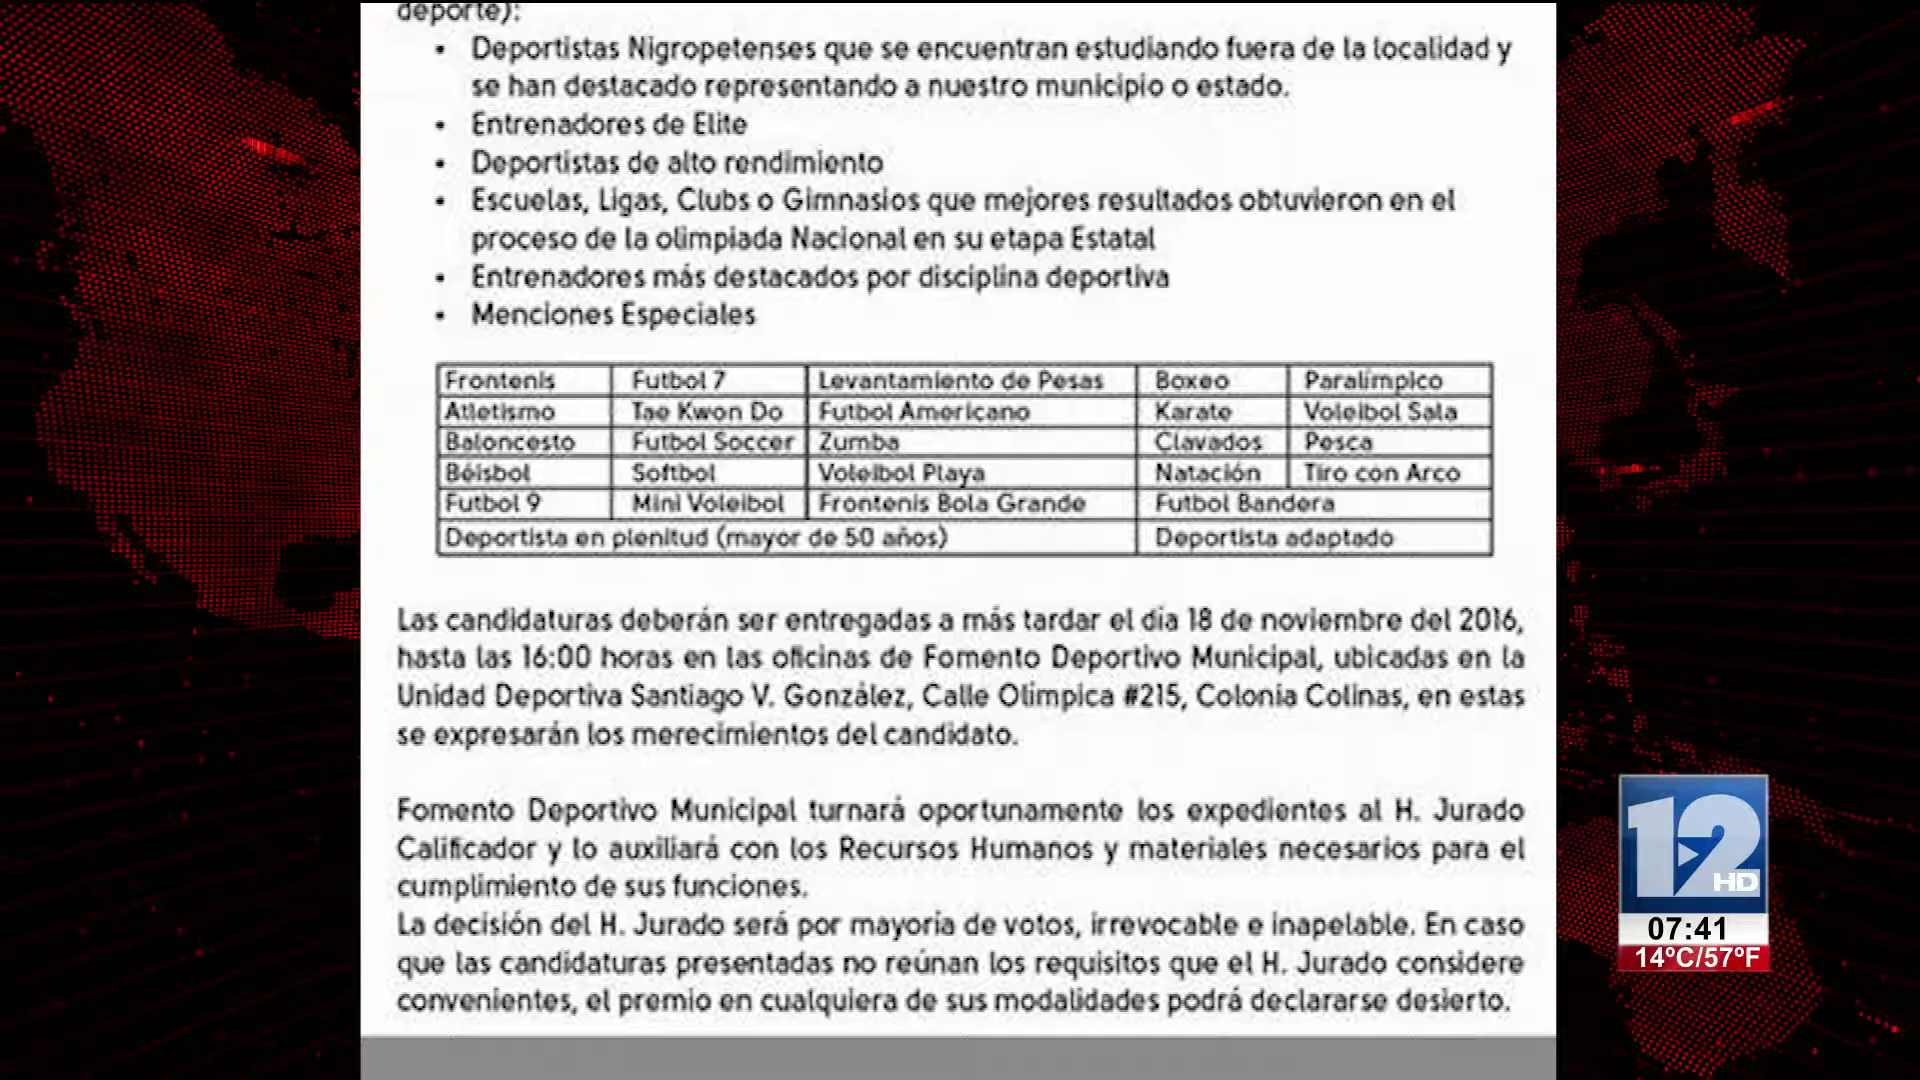 deporte):
• Deportistas Nigropetenses que se encuentran estudiando fuera de la localidad y
se han destacado representando a nuestro municipio o estado.
• Entrenadores de Elite
• Deportistas de alto rendimiento
• Escuelas, Ligas, Clubs o Gimnasios que mejores resultados obtuvieron en el
proceso de la olimpiada Nacional en su etapa Estatal
• Entrenadores más destacados por disciplina deportiva
• Menciones Especiales
Frontenis Futbol 7 Levantamiento de Pesas Boxeo Paralímpico
Atletismo Tae Kwon Do Futbol Americano Karate Voleibol Sala
Baloncesto Futbol Soccer Zumba Clavados Pesca
Béisbol Softbol Voleibol Playa Natación Tiro con Arco
Futbol 9 Mini Voleibol Frontenis Bola Grande Futbol Bandera
Deportista en plenitud (mayor de 50 años) Deportista adaptado
Las candidaturas deberán ser entregadas a más tardar el día 18 de noviembre del 2016,
hasta las 16:00 horas en las oficinas de Fomento Deportivo Municipal, ubicadas en la
Unidad Deportiva Santiago V. González, Calle Olímpica #215, Colonia Colinas, en estas
se expresarán los merecimientos del candidato.
Fomento Deportivo Municipal turnará oportunamente los expedientes al H. Jurado
Calificador y lo auxiliará con los Recursos Humanos y materiales necesarios para el
cumplimiento de sus funciones.
La decisión del H. Jurado será por mayoría de votos, irrevocable e inapelable. En caso
que las candidaturas presentadas no reúnan los requisitos que el H. Jurado considere
convenientes, el premio en cualquiera de sus modalidades podrá declararse desierto.
12
HD
07:41
14°C/57°F